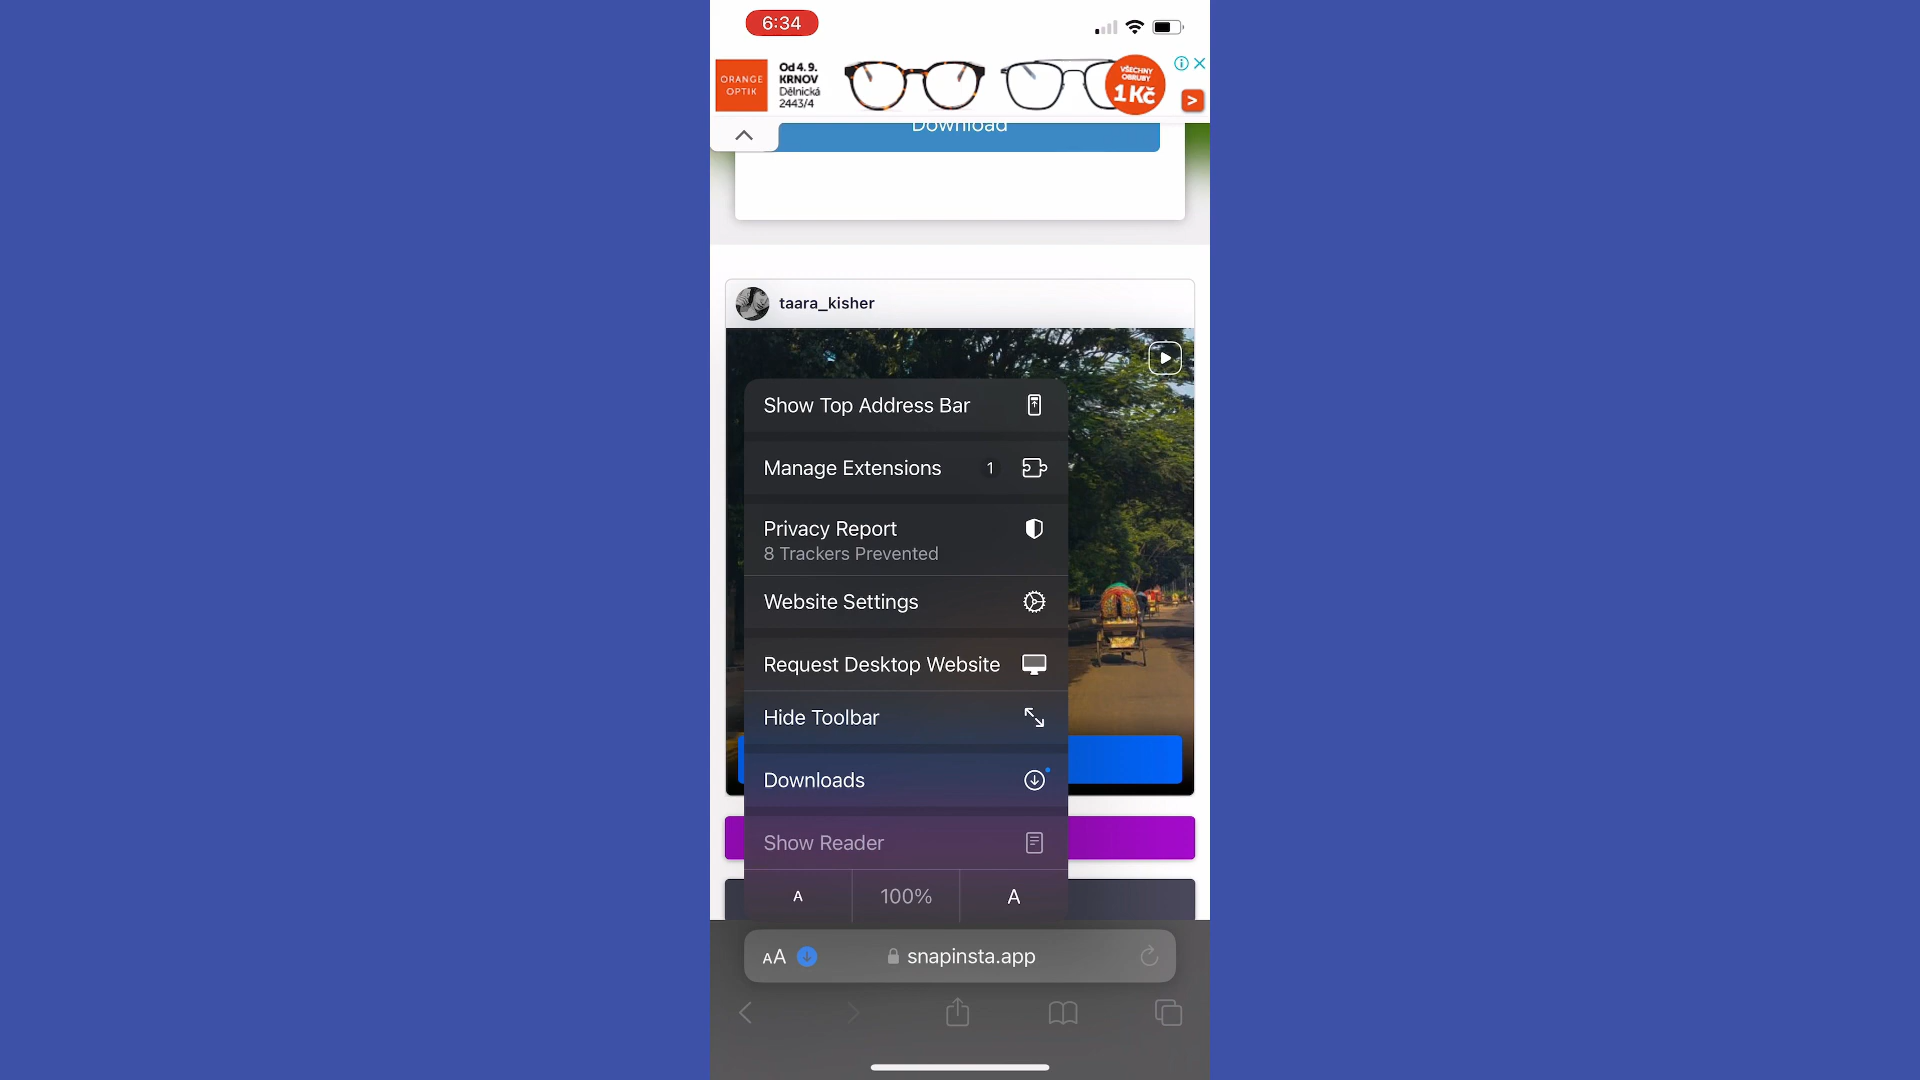 6:34
ORANGE
OPTIK
Od 4.9.
KRNOV
Dělnická
2443/4
VŠECHNY
OBRUBY
1 Kč
Download
taara_kisher
Show Top Address Bar
Manage Extensions 1
Privacy Report
8 Trackers Prevented
Website Settings
Request Desktop Website
Hide Toolbar
Downloads
Show Reader
A 100% A
AA snapinsta.app